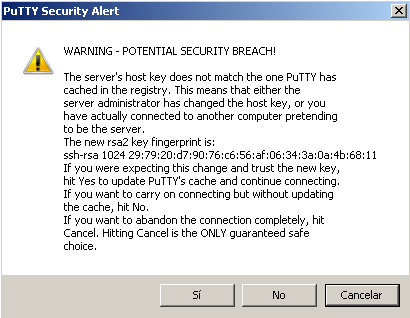 PuTTY Security Alert
WARNING - POTENTIAL SECURITY BREACH!
The server's host key does not match the one PuTTY has
cached in the registry. This means that either the
server administrator has changed the host key, or you
have actually connected to another computer pretending
to be the server.
The new rsa2 key fingerprint is:
ssh-rsa 1024 29:79:20:d7:90:76:c6:56:af:06:34:3a:0a:4b:68:11
If you were expecting this change and trust the new key,
hit Yes to update PuTTY's cache and continue connecting.
If you want to carry on connecting but without updating
the cache, hit No.
If you want to abandon the connection completely, hit
Cancel. Hitting Cancel is the ONLY guaranteed safe
choice.
Sí No Cancelar